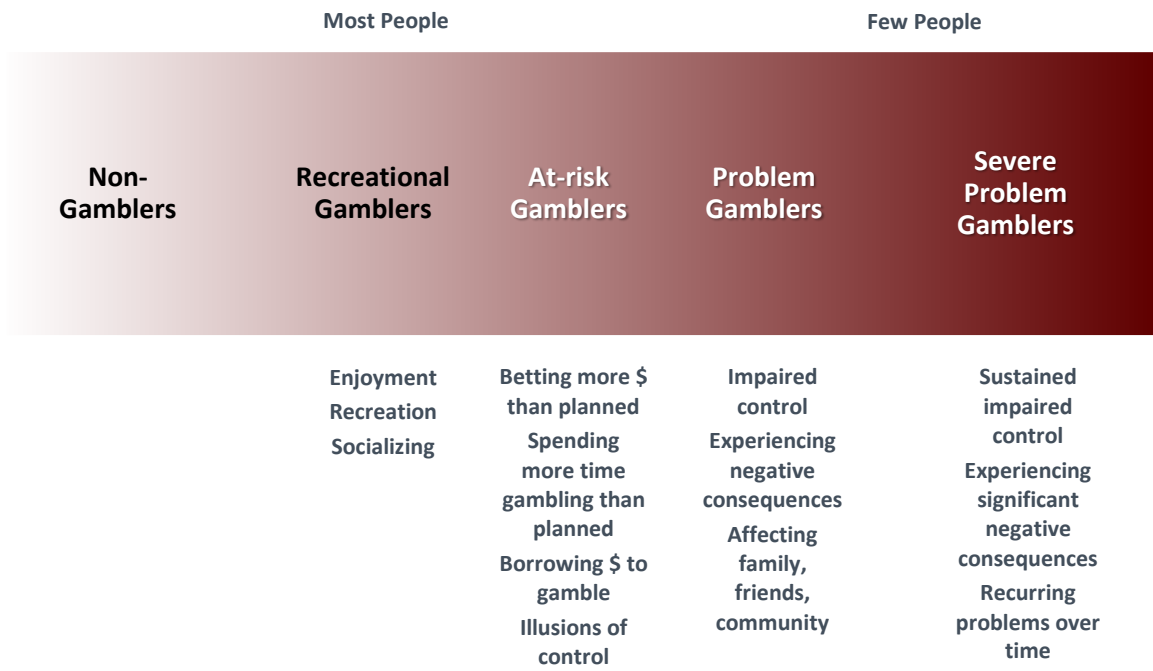 Most People
Few People
Non-
Gamblers
Recreational
Gamblers
At-risk
Gamblers
Problem
Gamblers
Severe
Problem
Gamblers
Enjoyment
Recreation
Socializing
Betting more $
than planned
Spending
more time
gambling than
planned
Borrowing $ to
gamble
Illusions of
control
Impaired
control
Experiencing
negative
consequences
Affecting
family,
friends,
community
Sustained
impaired
control
Experiencing
significant
negative
consequences
Recurring
problems over
time